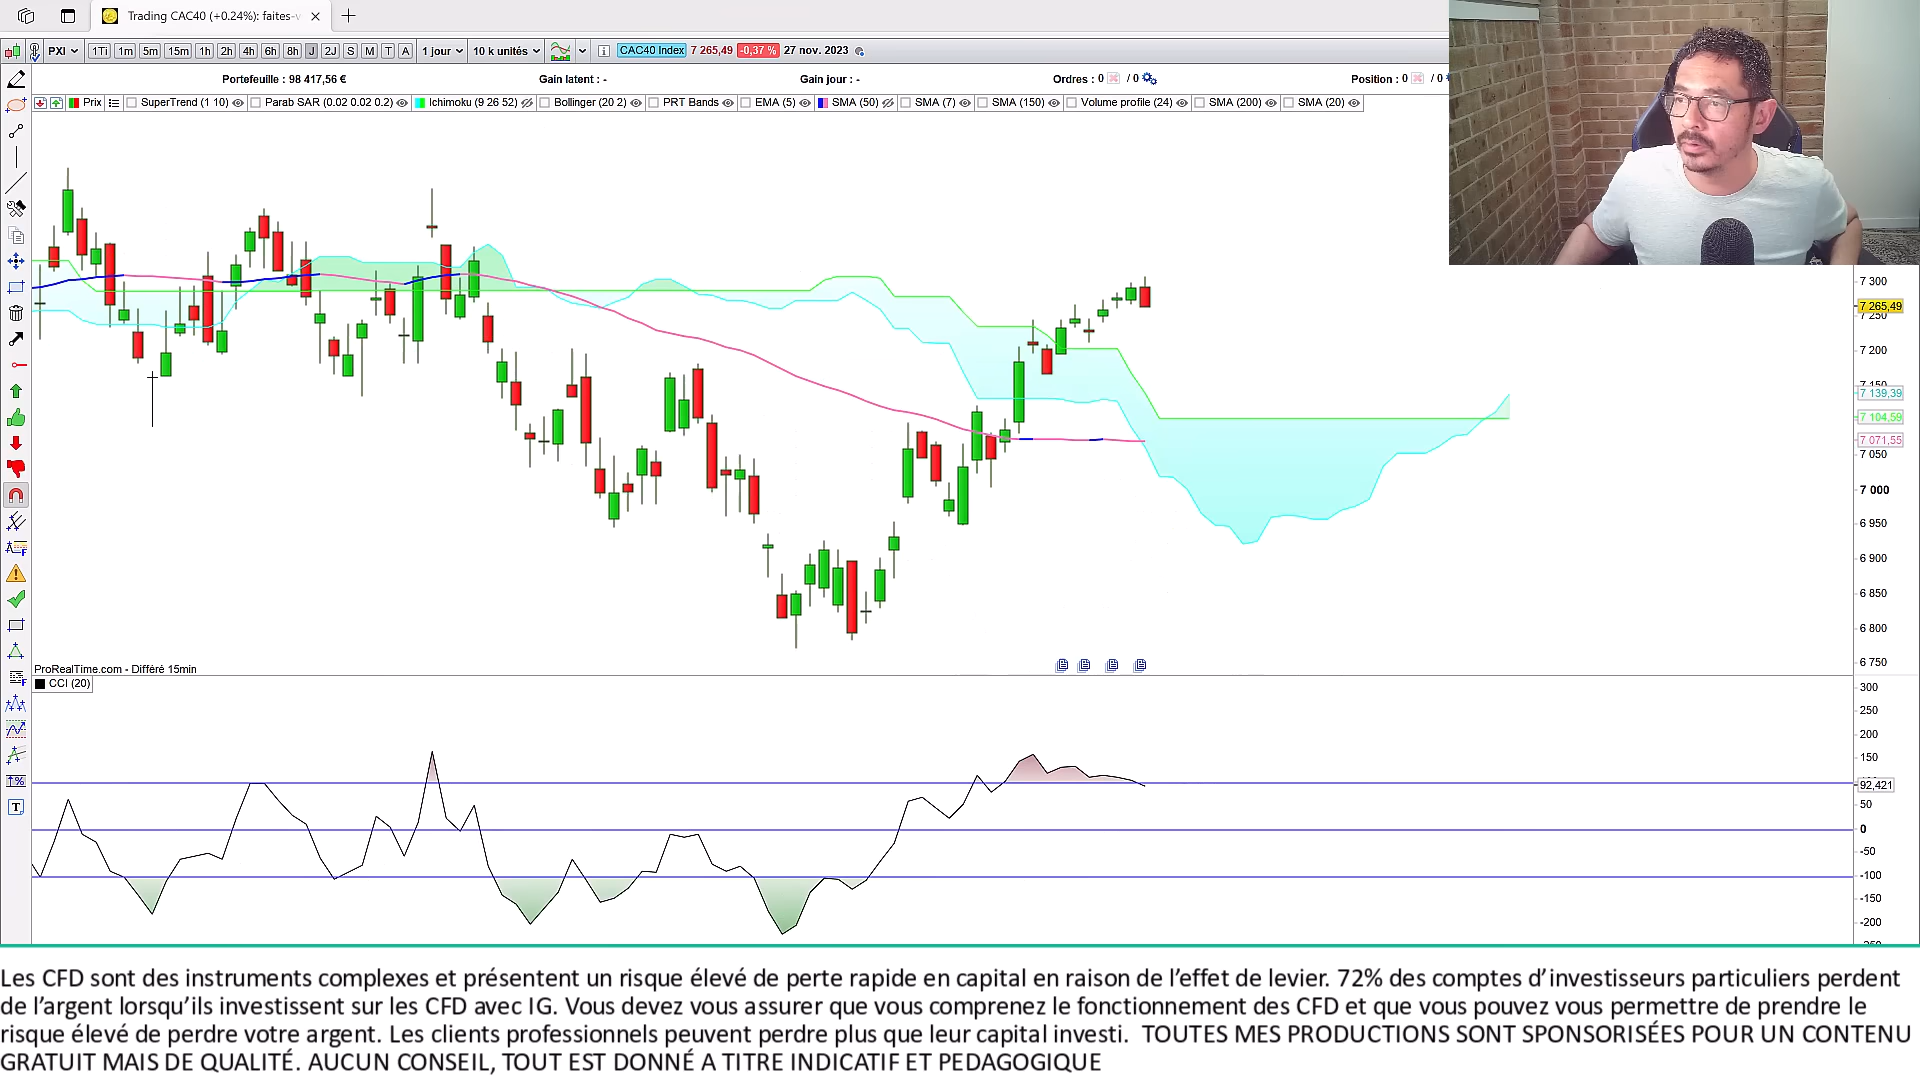 Trading CAC40 (+0.24%): faites-v
PXI 1Ti 1m 5m 15m 1h 2h 4h 6h 8h J 2J S M T A 1 jour 10 k unités CAC40 Index 7 265,49 -0,37 % 27 nov. 2023
Portefeuille : 98 417,56 € Gain latent : - Gain jour : - Ordres : 0 / 0 Position : 0 / 0
Prix SuperTrend (1 10) Parab SAR (0.02 0.02 0.2) Ichimoku (9 26 52) Bollinger (20 2) PRT Bands EMA (5) SMA (50) SMA (7) SMA (150) Volume profile (24) SMA (200) SMA (20)
7 300
7 265,49
7 250
7 200
7 150
7 139,39
7 104,59
7 071,55
7 050
7 000
6 950
6 900
6 850
6 800
6 750
ProRealTime.com - Différé 15min
CCI (20)
300
250
200
150
92,421
50
0
-50
-100
-150
-200
Les CFD sont des instruments complexes et présentent un risque élevé de perte rapide en capital en raison de l’effet de levier. 72% des comptes d’investisseurs particuliers perdent
de l’argent lorsqu’ils investissent sur les CFD avec IG. Vous devez vous assurer que vous comprenez le fonctionnement des CFD et que vous pouvez vous permettre de prendre le
risque élevé de perdre votre argent. Les clients professionnels peuvent perdre plus que leur capital investi. TOUTES MES PRODUCTIONS SONT SPONSORISÉES POUR UN CONTENU
GRATUIT MAIS DE QUALITÉ. AUCUN CONSEIL, TOUT EST DONNÉ A TITRE INDICATIF ET PEDAGOGIQUE